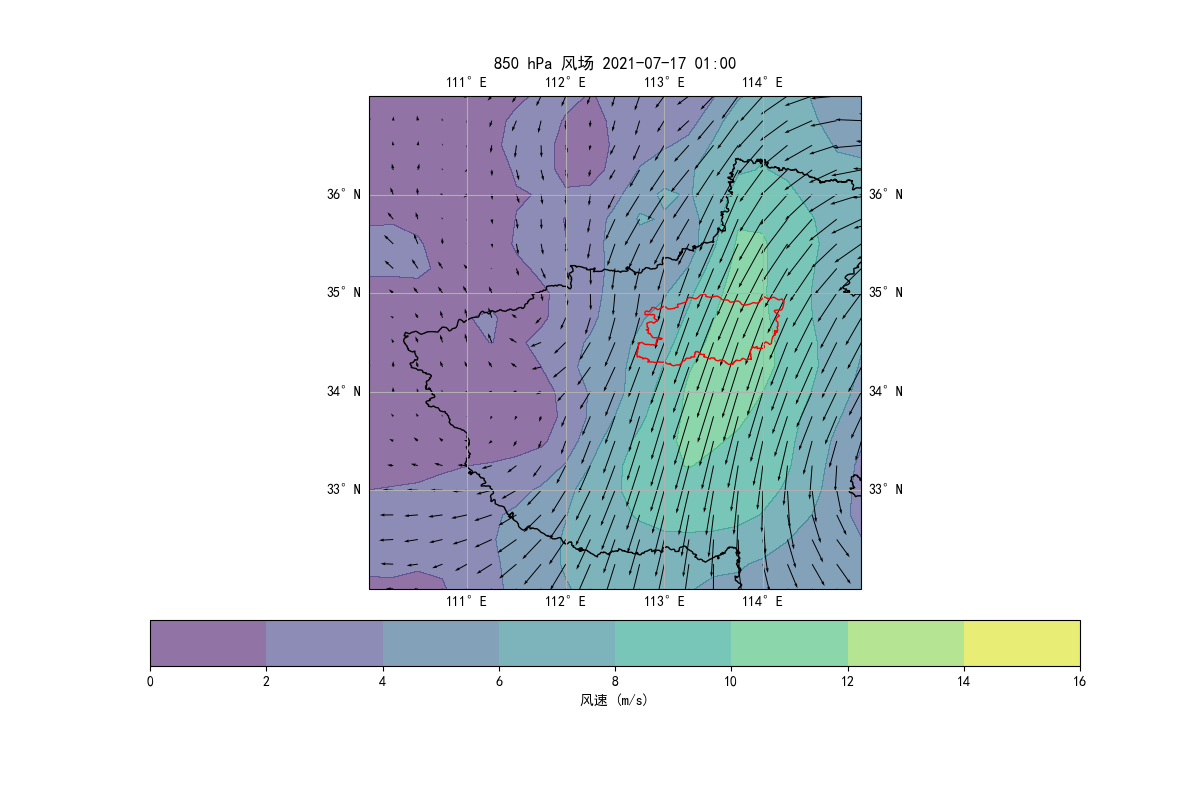 850 hPa 风场 2021-07-17 01:00
111° E 112° E 113° E 114° E
36° N 36° N
35° N 35° N
34° N 34° N
33° N 33° N
111° E 112° E 113° E 114° E
0 2 4 6 8 10 12 14 16
风速 (m/s)